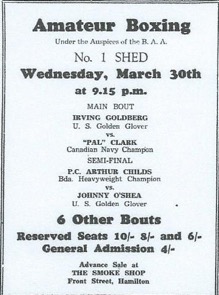 Amateur Boxing
Under the Auspices of the B. A. A.
No. 1 SHED
Wednesday, March 30th
at 9.15 p.m.
MAIN BOUT
IRVING GOLDBERG
U. S. Golden Glover
vs.
"PAL" CLARK
Canadian Navy Champion
SEMI-FINAL
P.C. ARTHUR CHILDS
Bda. Heavyweight Champion
vs.
JOHNNY O'SHEA
U. S. Golden Glover
6 Other Bouts
Reserved Seats 10/- 8/- and 6/-
General Admission 4/-
Advance Sale at
THE SMOKE SHOP
Front Street, Hamilton